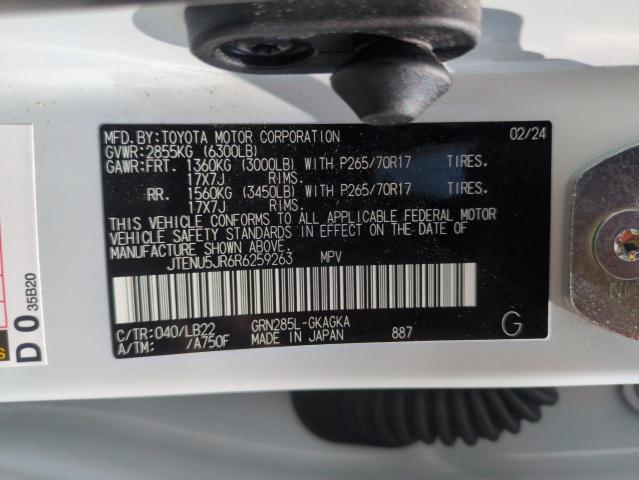 MFD.BY:TOYOTA MOTOR CORPORATION 02/24
GVWR:2855KG (6300LB)
GAWR:FRT. 1360KG (3000LB) WITH P265/70R17 TIRES.
17X7J RIMS.
RR. 1560KG (3450LB) WITH P265/70R17 TIRES.
17X7J RIMS.
THIS VEHICLE CONFORMS TO ALL APPLICABLE FEDERAL MOTOR
VEHICLE SAFETY STANDARDS IN EFFECT ON THE DATE OF
MANUFACTURE SHOWN ABOVE.
JTENU5JR6R6259263 MPV
C/TR:040/LB22 GRN285L-GKAGKA
A/TM: /A750F MADE IN JAPAN 887 G
D 0 35B20